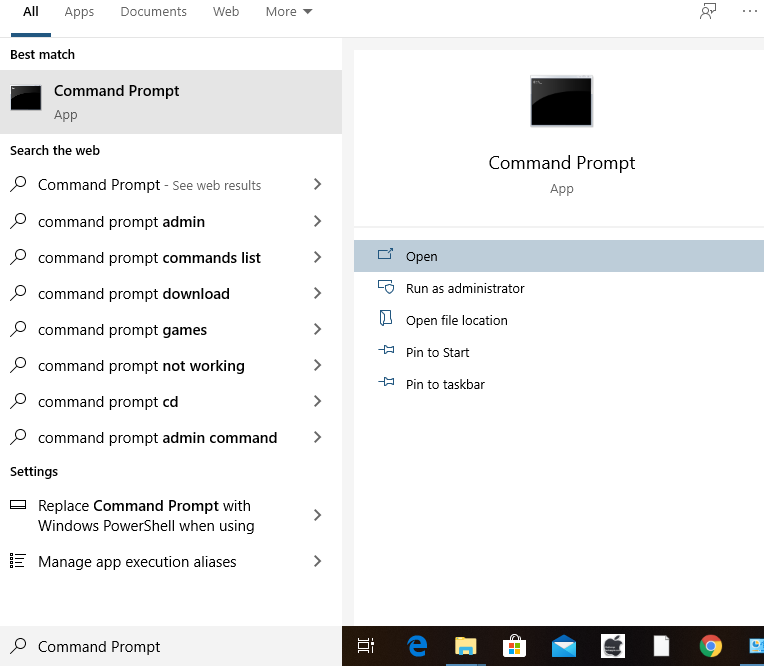 All Apps Documents Web More
Best match
Command Prompt
App
Search the web
Command Prompt - See web results
command prompt admin
command prompt commands list
command prompt download
command prompt games
command prompt not working
command prompt cd
command prompt admin command
Settings
Replace Command Prompt with
Windows PowerShell when using
Manage app execution aliases
Command Prompt
Command Prompt
App
Open
Run as administrator
Open file location
Pin to Start
Pin to taskbar